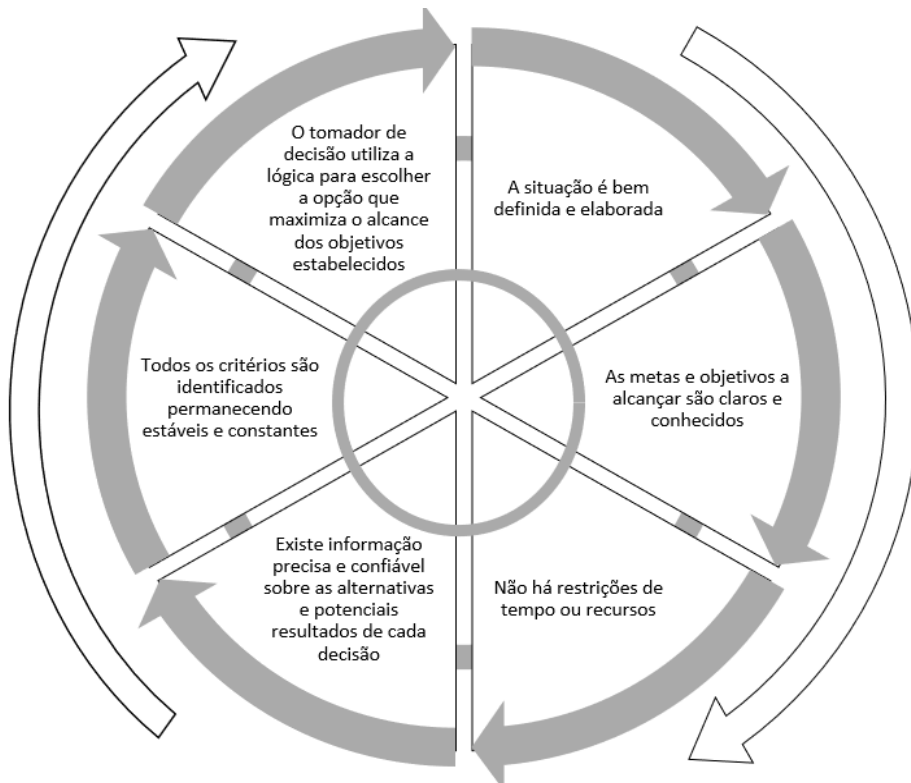 A situação é bem
definida e elaborada
As metas e objetivos a
alcançar são claros e
conhecidos
Não há restrições de
tempo ou recursos
Existe informação
precisa e confiável
sobre as alternativas
e potenciais
resultados de cada
decisão
Todos os critérios são
identificados
permanecendo
estáveis e constantes
O tomador de
decisão utiliza a
lógica para escolher
a opção que
maximiza o alcance
dos objetivos
estabelecidos